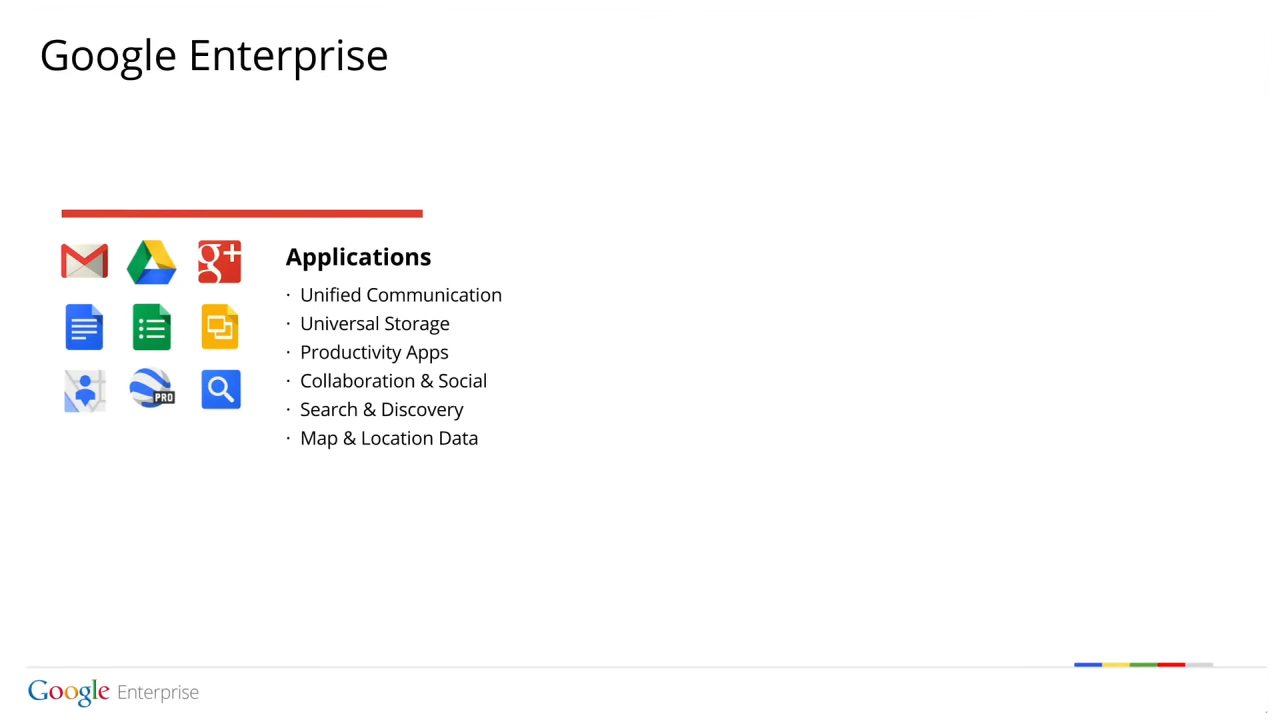 Google Enterprise
g+
Applications
· Unified Communication
· Universal Storage
· Productivity Apps
· Collaboration & Social
· Search & Discovery
· Map & Location Data
PRO
Google Enterprise